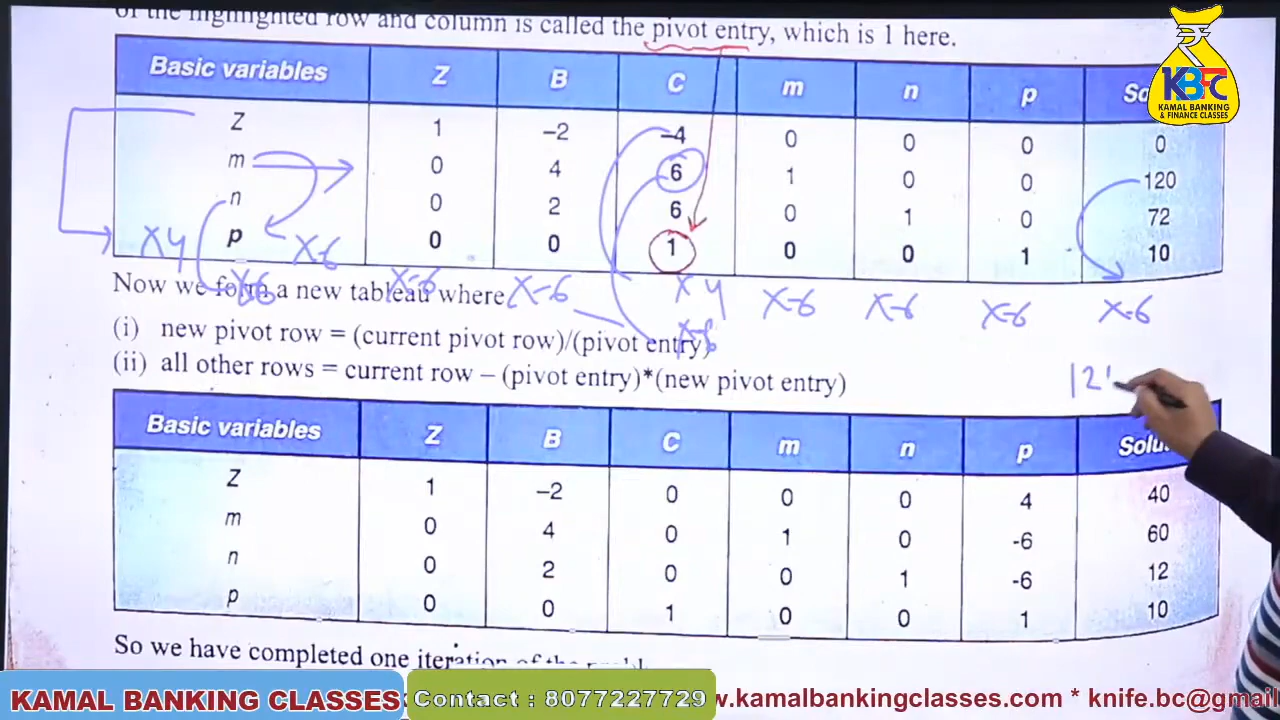 of the highlighted row and column is called the pivot entry, which is 1 here.
KBFC
KAMAL BANKING
& FINANCE CLASSES
Basic variables Z B C m n p
Z 1 -2 -4 0 0 0 0
m 0 4 6 1 0 0 120
n 0 2 6 0 1 0 72
p 0 0 1 0 0 1 10
X4 X6 X6 X-6 X-6 X4 X-6 X-6 X-6 X-6
Now we form a new tableau where
(i) new pivot row = (current pivot row)/(pivot entry)
X-6
(ii) all other rows = current row – (pivot entry)*(new pivot entry)
12
Basic variables Z B C m n p
Z 1 -2 0 0 0 4 40
m 0 4 0 1 0 -6 60
n 0 2 0 0 1 -6 12
p 0 0 1 0 0 1 10
So we have completed one iteration of the
KAMAL BANKING CLASSES
Contact : 8077227729
.kamalbankingclasses.com * knife.bc@gmail